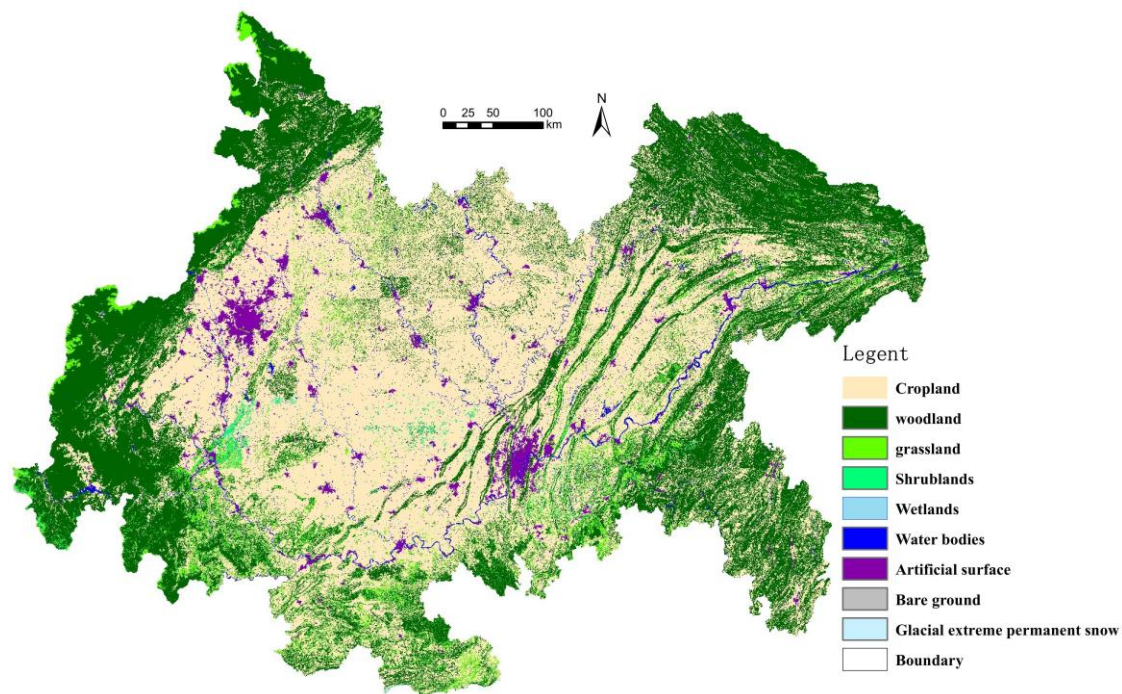 N
0 25 50 100
km
Legent
Cropland
woodland
grassland
Shrublands
Wetlands
Water bodies
Artificial surface
Bare ground
Glacial extreme permanent snow
Boundary